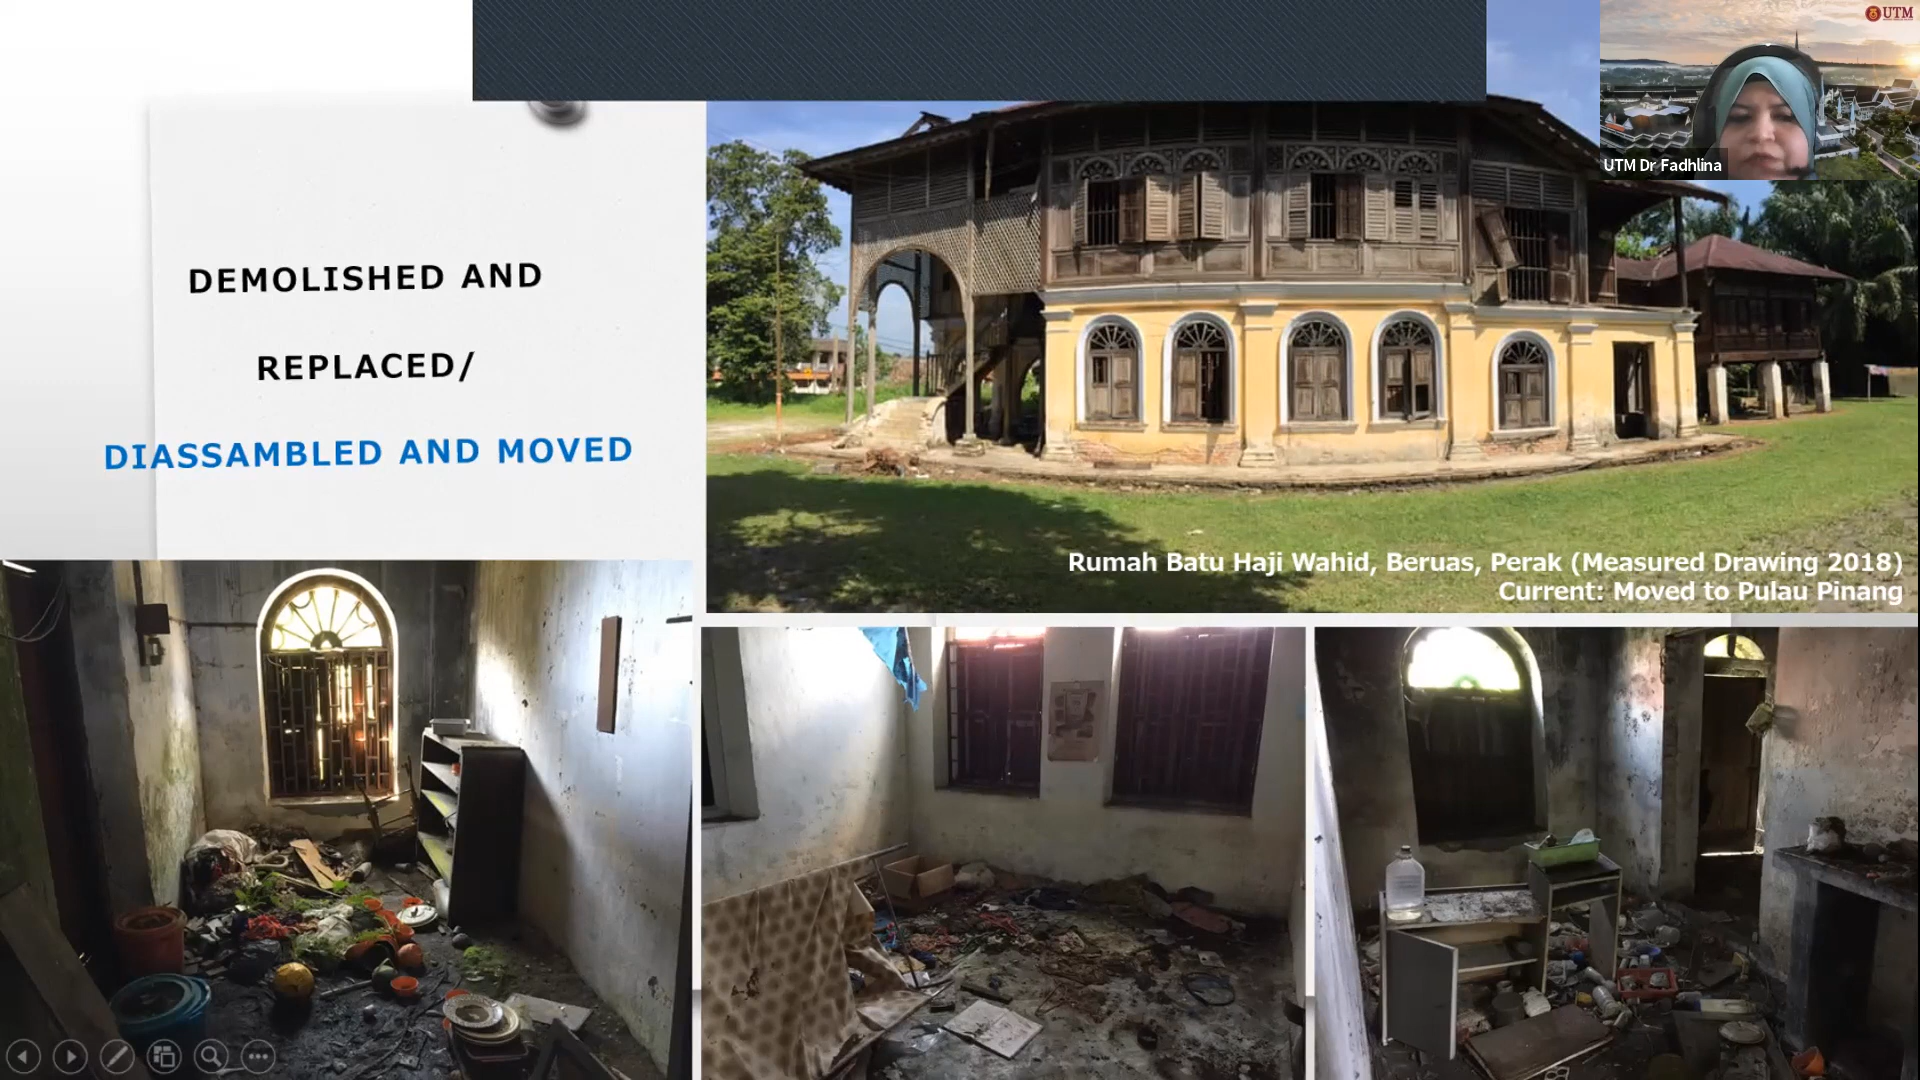 DEMOLISHED AND
REPLACED/
DIASSAMBLED AND MOVED
UTM
UTM Dr Fadhlina
Rumah Batu Haji Wahid, Beruas, Perak (Measured Drawing 2018)
Current: Moved to Pulau Pinang